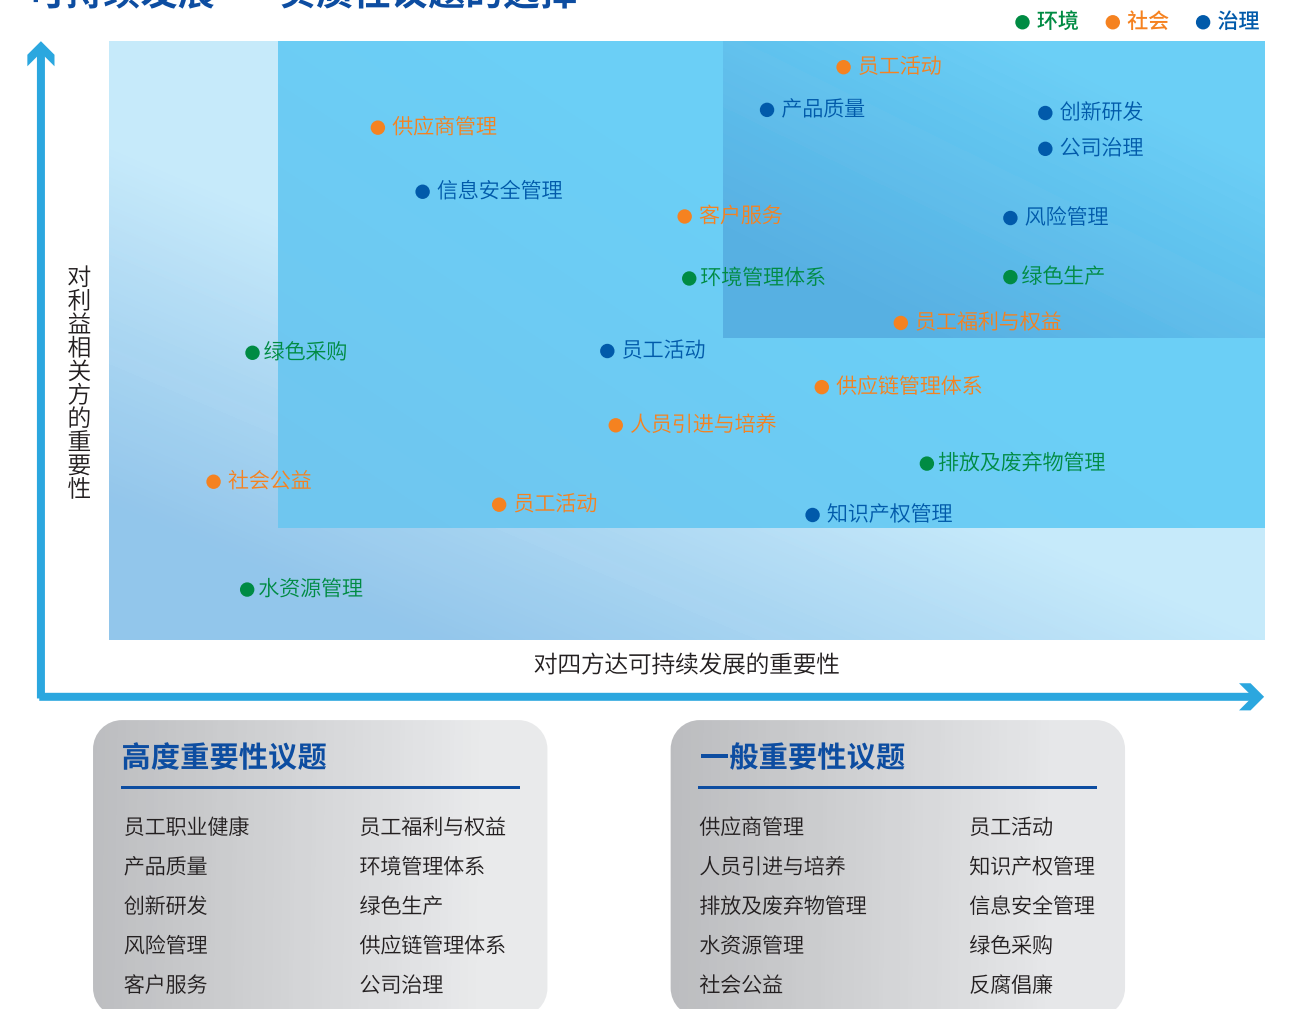 可持续发展——实质性议题的选择
环境 社会 治理
员工活动
产品质量
创新研发
供应商管理
公司治理
信息安全管理
客户服务
风险管理
环境管理体系
绿色生产
员工福利与权益
绿色采购
员工活动
供应链管理体系
人员引进与培养
排放及废弃物管理
社会公益
员工活动
知识产权管理
水资源管理
对利益相关方的重要性
对四方达可持续发展的重要性
高度重要性议题
员工职业健康 员工福利与权益
产品质量 环境管理体系
创新研发 绿色生产
风险管理 供应链管理体系
客户服务 公司治理
一般重要性议题
供应商管理 员工活动
人员引进与培养 知识产权管理
排放及废弃物管理 信息安全管理
水资源管理 绿色采购
社会公益 反腐倡廉